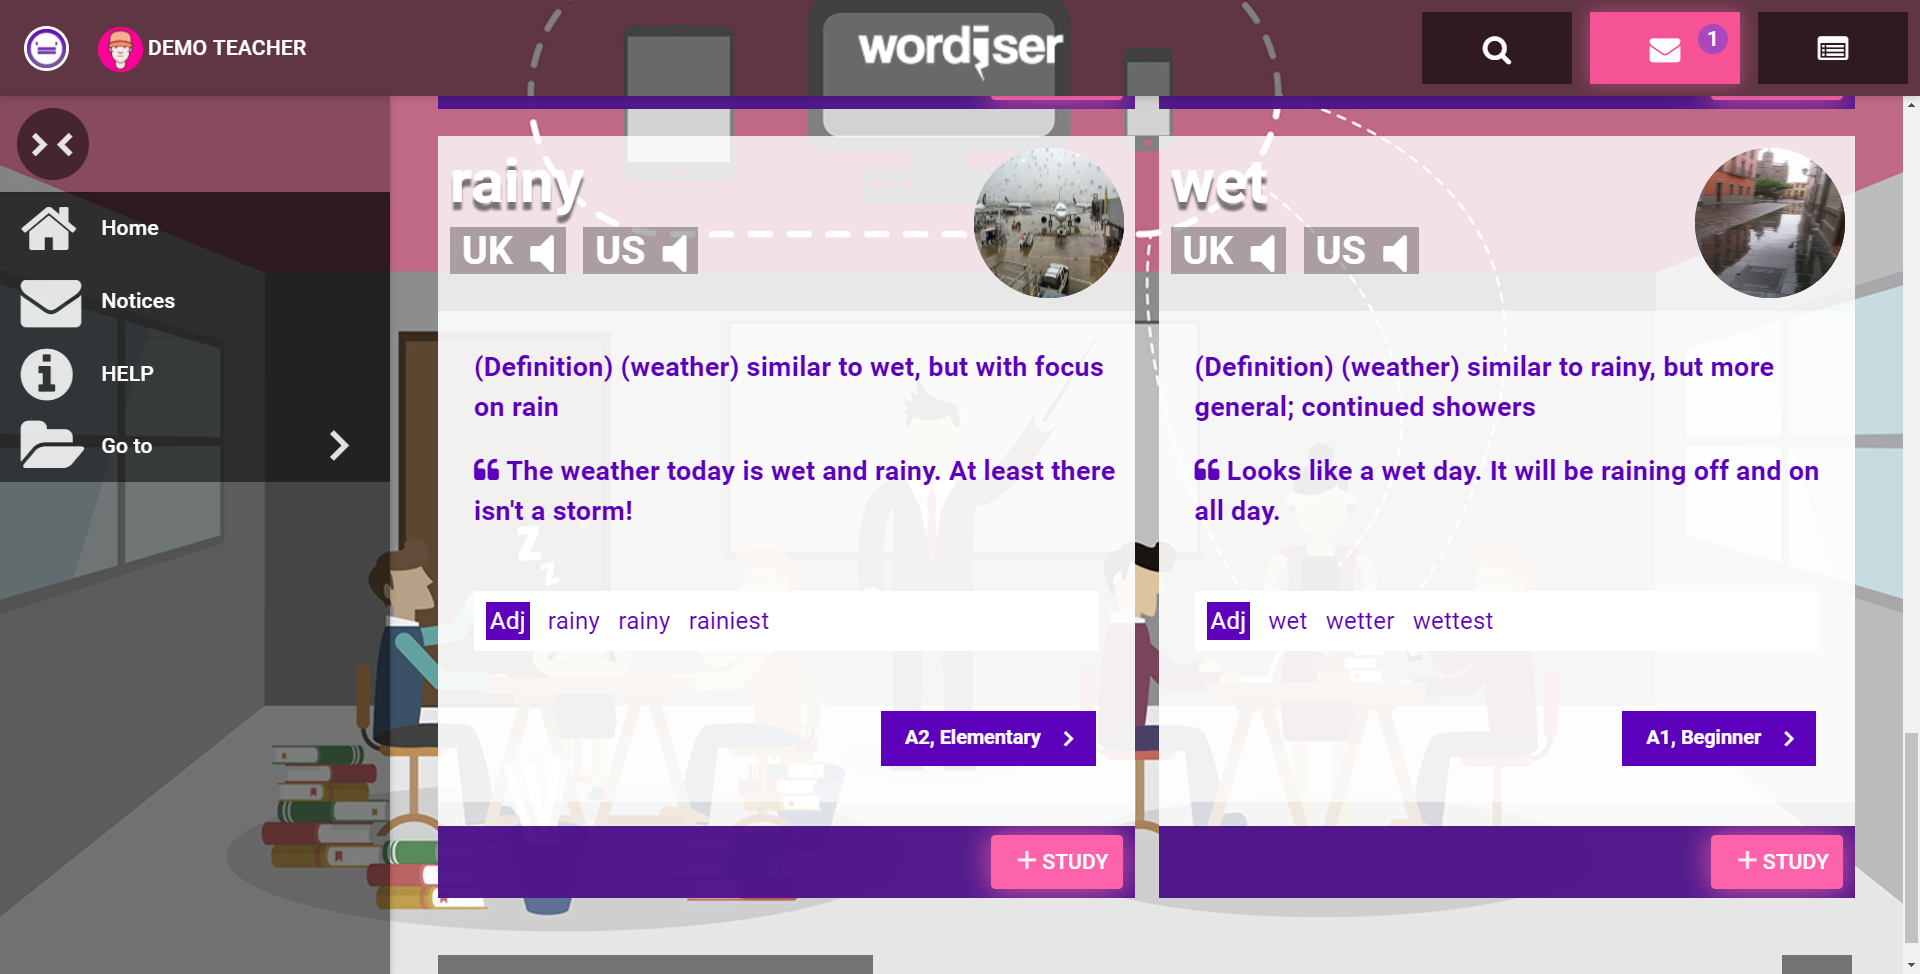 DEMO TEACHER
wordiser
1
Home
Notices
HELP
Go to
rainy
UK
US
(Definition) (weather) similar to wet, but with focus
on rain
“ The weather today is wet and rainy. At least there
isn't a storm!
Adj rainy rainy rainiest
A2, Elementary
+ STUDY
wet
UK
US
(Definition) (weather) similar to rainy, but more
general; continued showers
“ Looks like a wet day. It will be raining off and on
all day.
Adj wet wetter wettest
A1, Beginner
+ STUDY
z
z